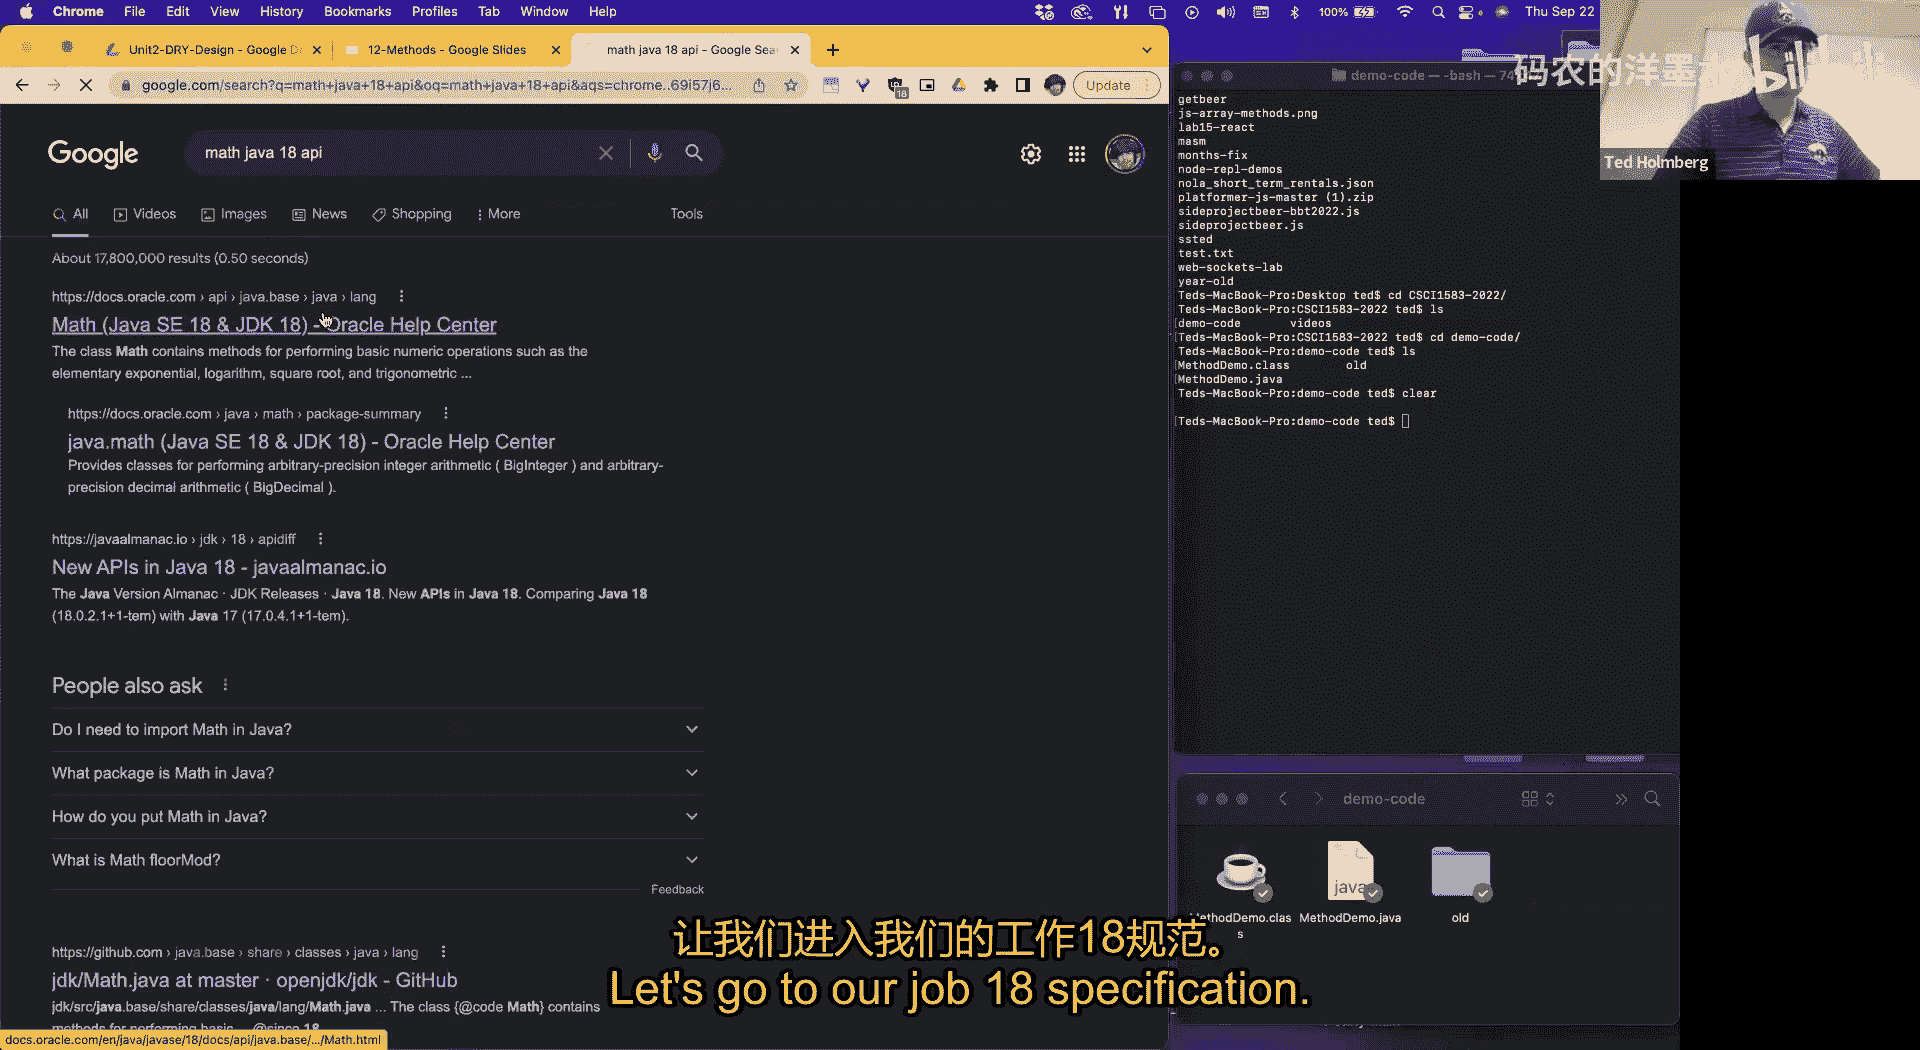 Chrome File Edit View History Bookmarks Profiles Tab Window Help
100%
Thu Sep 22
Unit2-DRY-Design - Google D
12-Methods - Google Slides
math java 18 api - Google Sea
google.com/search?q=math+java+18+api&oq=math+java+18+api&aqs=chrome..69i57j6...
18
Update
Google
math java 18 api
All
Videos
Images
News
Shopping
More
Tools
About 17,800,000 results (0.50 seconds)
https://docs.oracle.com › api › java.base › java › lang
Math (Java SE 18 & JDK 18) - Oracle Help Center
The class Math contains methods for performing basic numeric operations such as the
elementary exponential, logarithm, square root, and trigonometric ...
https://docs.oracle.com › java › math › package-summary
java.math (Java SE 18 & JDK 18) - Oracle Help Center
Provides classes for performing arbitrary-precision integer arithmetic ( BigInteger ) and arbitrary-
precision decimal arithmetic ( BigDecimal ).
https://javaalmanac.io › jdk › 18 › apidiff
New APIs in Java 18 - javaalmanac.io
The Java Version Almanac · JDK Releases · Java 18. New APIs in Java 18. Comparing Java 18
(18.0.2.1+1-tem) with Java 17 (17.0.4.1+1-tem).
People also ask
Do I need to import Math in Java?
What package is Math in Java?
How do you put Math in Java?
What is Math floorMod?
Feedback
https://github.com › java.base › share › classes › java › lang
jdk/Math.java at master · openjdk/jdk - GitHub
jdk/src/java.base/share/classes/java/lang/Math.java ... The class {@code Math} contains
methods for performing basic ... @since 18
docs.oracle.com/en/java/javase/18/docs/api/java.base/.../Math.html
demo-code — -bash — 74
getbeer
js-array-methods.png
lab15-react
masm
months-fix
node-repl-demos
nola_short_term_rentals.json
platformer-js-master (1).zip
sideprojectbeer-bbt2022.js
sideprojectbeer.js
ssted
test.txt
web-sockets-lab
year-old
Teds-MacBook-Pro:Desktop ted$ cd CSCI1583-2022/
Teds-MacBook-Pro:CSCI1583-2022 ted$ ls
demo-code videos
Teds-MacBook-Pro:CSCI1583-2022 ted$ cd demo-code/
Teds-MacBook-Pro:demo-code ted$ ls
MethodDemo.class old
MethodDemo.java
Teds-MacBook-Pro:demo-code ted$ clear
Teds-MacBook-Pro:demo-code ted$
码农的洋墨
bilibili
Ted Holmberg
demo-code
java
MethodDemo.clas
s
MethodDemo.java
old
让我们进入我们的工作18规范。
Let's go to our job 18 specification.